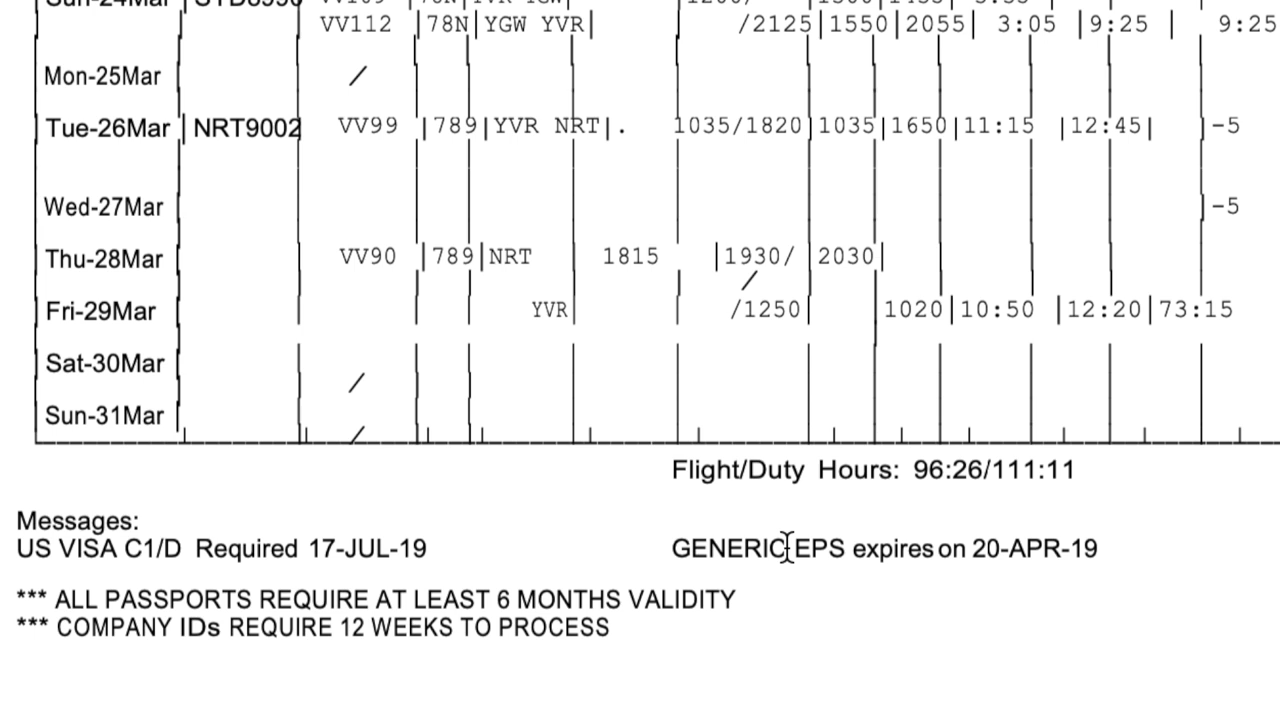 VV112 |78N|YGW YVR| /2125|1550|2055| 3:05 |9:25 | 9:25
Mon-25Mar /
Tue-26Mar | NRT9002 VV99 |789|YVR NRT|. 1035/1820|1035|1650|11:15 |12:45| |-5
Wed-27Mar |-5
Thu-28Mar VV90 |789|NRT 1815 |1930/ 2030|
/
Fri-29Mar YVR /1250 1020|10:50 |12:20|73:15
Sat-30Mar
/
Sun-31Mar
/
Flight/Duty Hours: 96:26/111:11
Messages:
US VISA C1/D Required 17-JUL-19 GENERIC EPS expires on 20-APR-19
*** ALL PASSPORTS REQUIRE AT LEAST 6 MONTHS VALIDITY
*** COMPANY IDs REQUIRE 12 WEEKS TO PROCESS